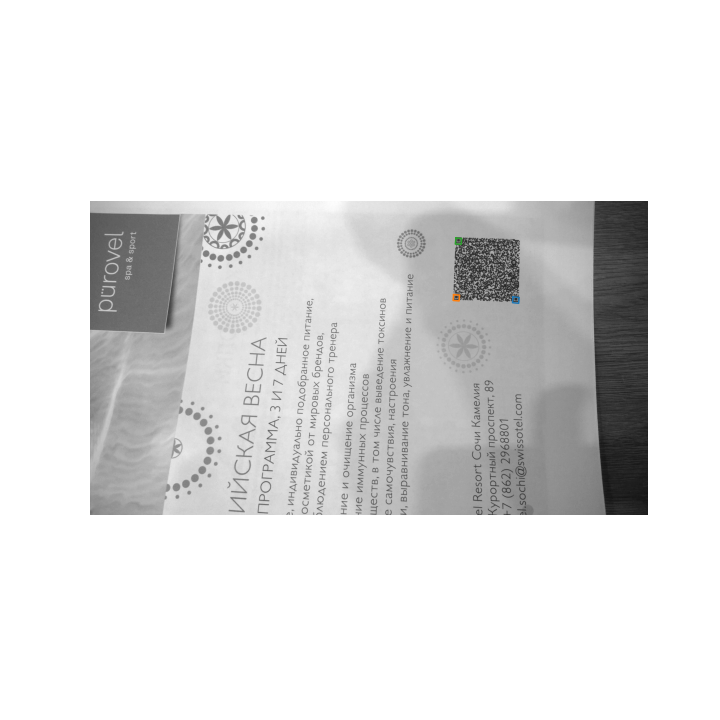 pürovel
spa & sport
ИЙСКАЯ ВЕСНА
ПРОГРАММА, 3 И 7 ДНЕЙ
индивидуально подобранное питание,
осметикой от мировых брендов,
блюдением персонального тренера
ние и очищение организма
ние иммунных процессов
ществ, в том числе выведение токсинов
е самочувствия, настроения
и, выравнивание тона, увлажнение и питание
el Resort Сочи Камелия
Курортный проспект, 89
+7 (862) 2968801
el.sochi@swissotel.com